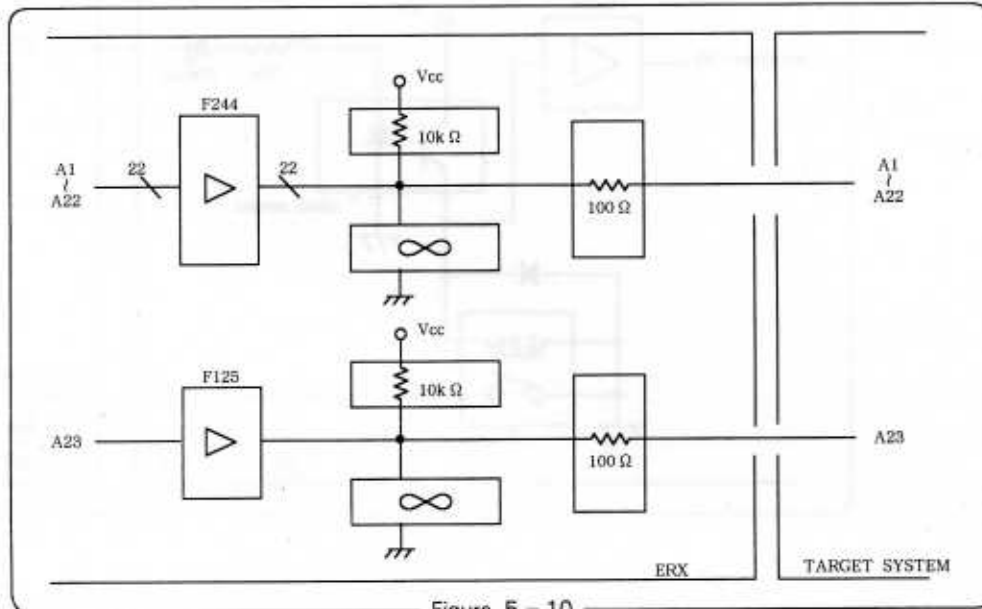 Vcc
F244
10k Ω
22 22
A1
~
A22
100 Ω
A1
~
A22
∞
Vcc
F125
10k Ω
A23
100 Ω
A23
∞
ERX
TARGET SYSTEM
Figure 5 – 10